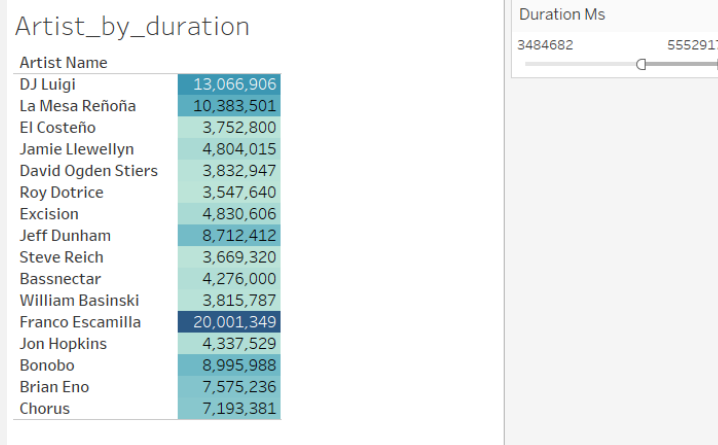 Artist_by_duration
Artist Name
DJ Luigi 13,066,906
La Mesa Reñoña 10,383,501
El Costeño 3,752,800
Jamie Llewellyn 4,804,015
David Ogden Stiers 3,832,947
Roy Dotrice 3,547,640
Excision 4,830,606
Jeff Dunham 8,712,412
Steve Reich 3,669,320
Bassnectar 4,276,000
William Basinski 3,815,787
Franco Escamilla 20,001,349
Jon Hopkins 4,337,529
Bonobo 8,995,988
Brian Eno 7,575,236
Chorus 7,193,381
Duration Ms
3484682 5552917